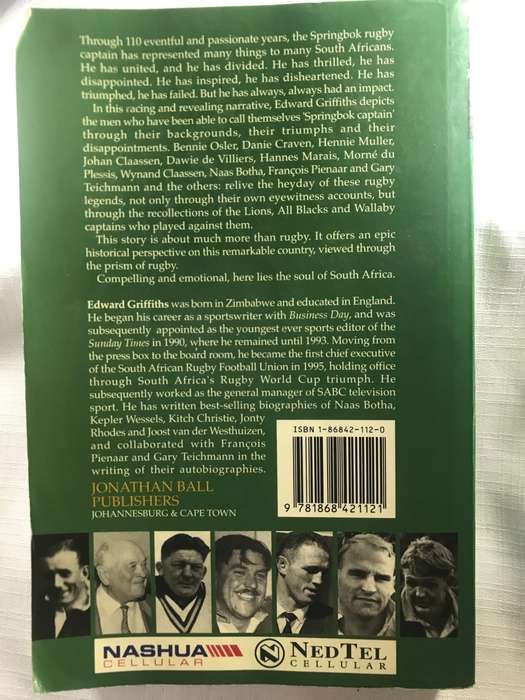 Through 110 eventful and passionate years, the Springbok rugby
captain has represented many things to many South Africans.
He has united, and he has divided. He has thrilled, he has
disappointed. He has inspired, he has disheartened. He has
triumphed, he has failed. But he has always, always had an impact.
In this racing and revealing narrative, Edward Griffiths depicts
the men who have been able to call themselves 'Springbok captain'
through their backgrounds, their triumphs and their
disappointments. Bennie Osler, Danie Craven, Hennie Muller,
Johan Claassen, Dawie de Villiers, Hannes Marais, Morné du
Plessis, Wynand Claassen, Naas Botha, François Pienaar and Gary
Teichmann and the others: relive the heyday of these rugby
legends, not only through their own eyewitness accounts, but
through the recollections of the Lions, All Blacks and Wallaby
captains who played against them.
This story is about much more than rugby. It offers an epic
historical perspective on this remarkable country, viewed through
the prism of rugby.
Compelling and emotional, here lies the soul of South Africa.
Edward Griffiths was born in Zimbabwe and educated in England.
He began his career as a sportswriter with Business Day, and was
subsequently appointed as the youngest ever sports editor of the
Sunday Times in 1990, where he remained until 1993. Moving from
the press box to the board room, he became the first chief executive
of the South African Rugby Football Union in 1995, holding office
through South Africa's Rugby World Cup triumph. He
subsequently worked as the general manager of SABC television
sport. He has written best-selling biographies of Naas Botha,
Kepler Wessels, Kitch Christie, Jonty
Rhodes and Joost van der Westhuizen,
and collaborated with François
Pienaar and Gary Teichmann in the
writing of their autobiographies.
JONATHAN BALL
PUBLISHERS
JOHANNESBURG & CAPE TOWN
ISBN 1-86842-112-0
9 781868 421121
NASHUA
CELLULAR
N
NEDTEL
CELLULAR